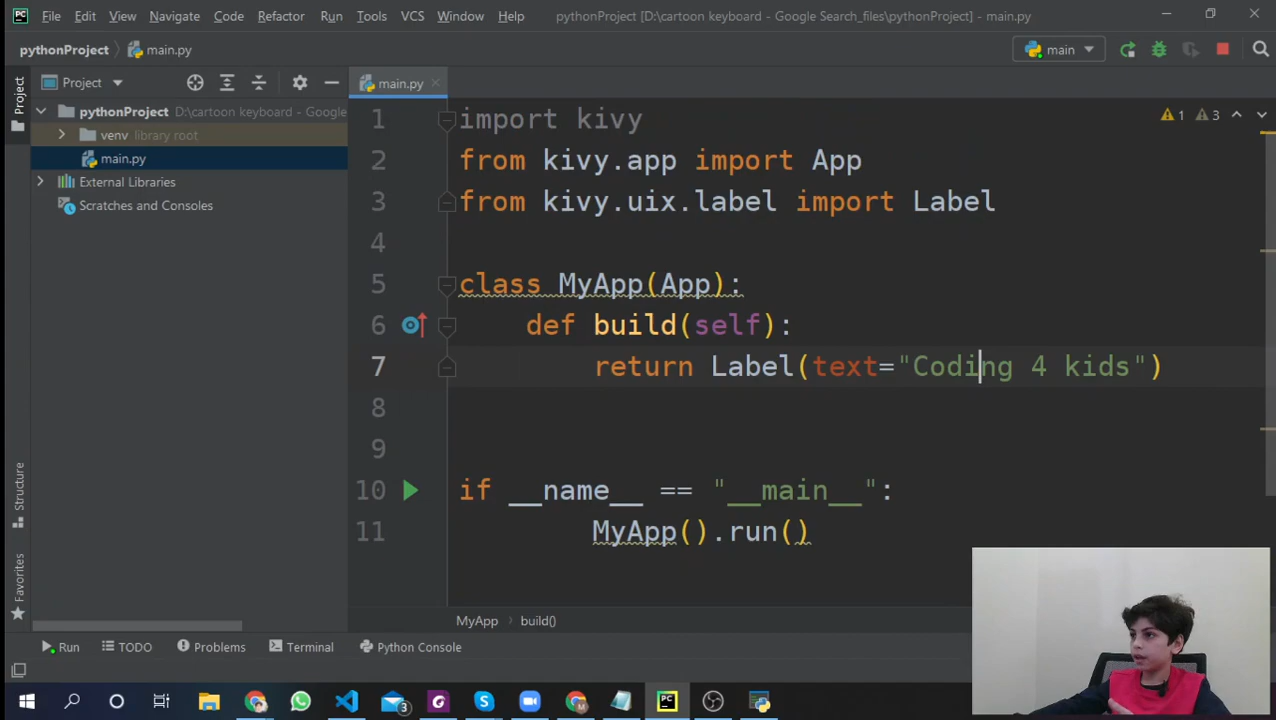 File Edit View Navigate Code Refactor Run Tools VCS Window Help pythonProject [D:\cartoon keyboard - Google Search_files\pythonProject] - main.py
pythonProject main.py main
Project main.py
Project
pythonProject D:\cartoon keyboard - Google
venv library root
main.py
External Libraries
Scratches and Consoles
1 import kivy
2 from kivy.app import App
3 from kivy.uix.label import Label
4
5 class MyApp(App):
6 def build(self):
7 return Label(text="Coding 4 kids")
8
9
10 if __name__ == "__main__":
11 MyApp().run()
1 3
Structure
Favorites
MyApp build()
Run TODO Problems Terminal Python Console
3
PC